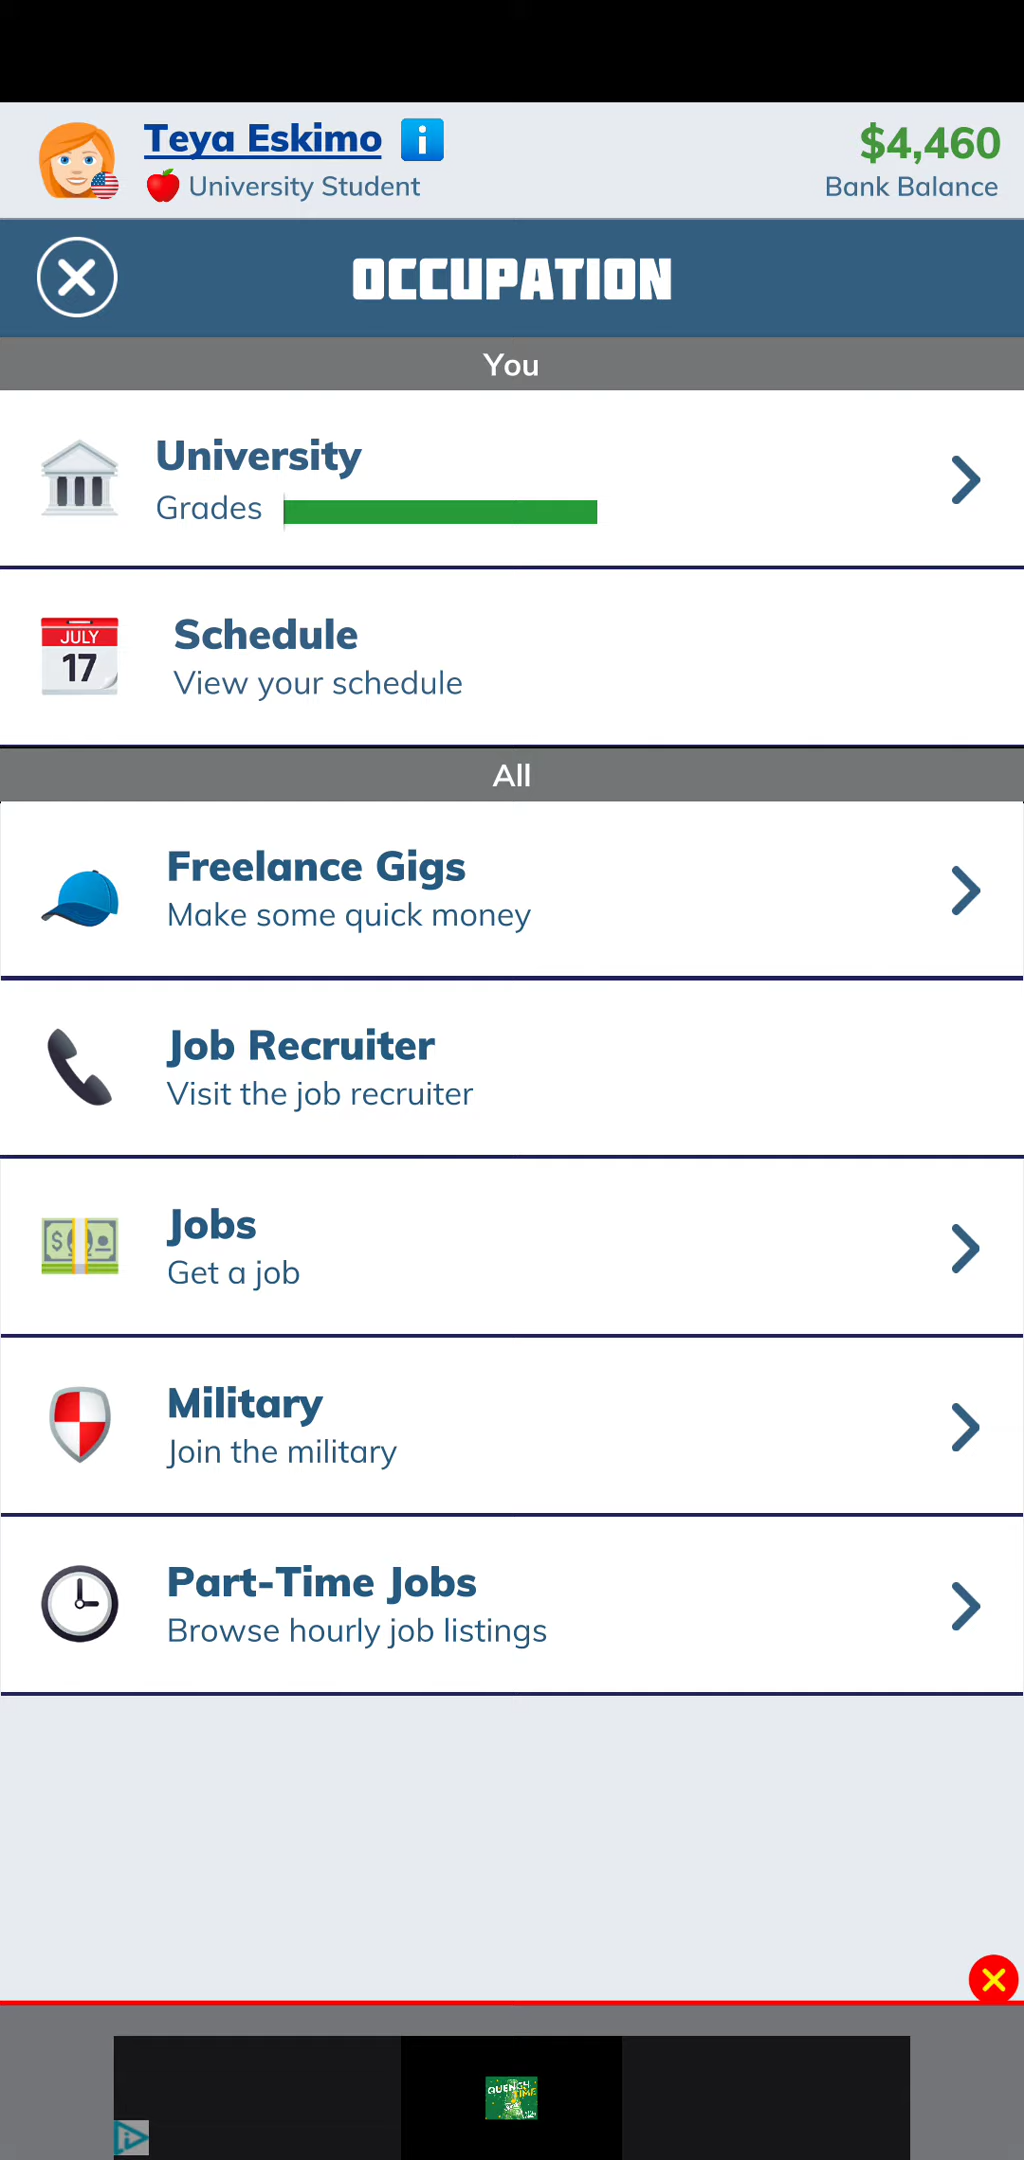 Teya Eskimo
$4,460
University Student
Bank Balance
OCCUPATION
You
University
Grades
JULY
17
Schedule
View your schedule
All
Freelance Gigs
Make some quick money
Job Recruiter
Visit the job recruiter
Jobs
Get a job
Military
Join the military
Part-Time Jobs
Browse hourly job listings
QUENCH
TIME